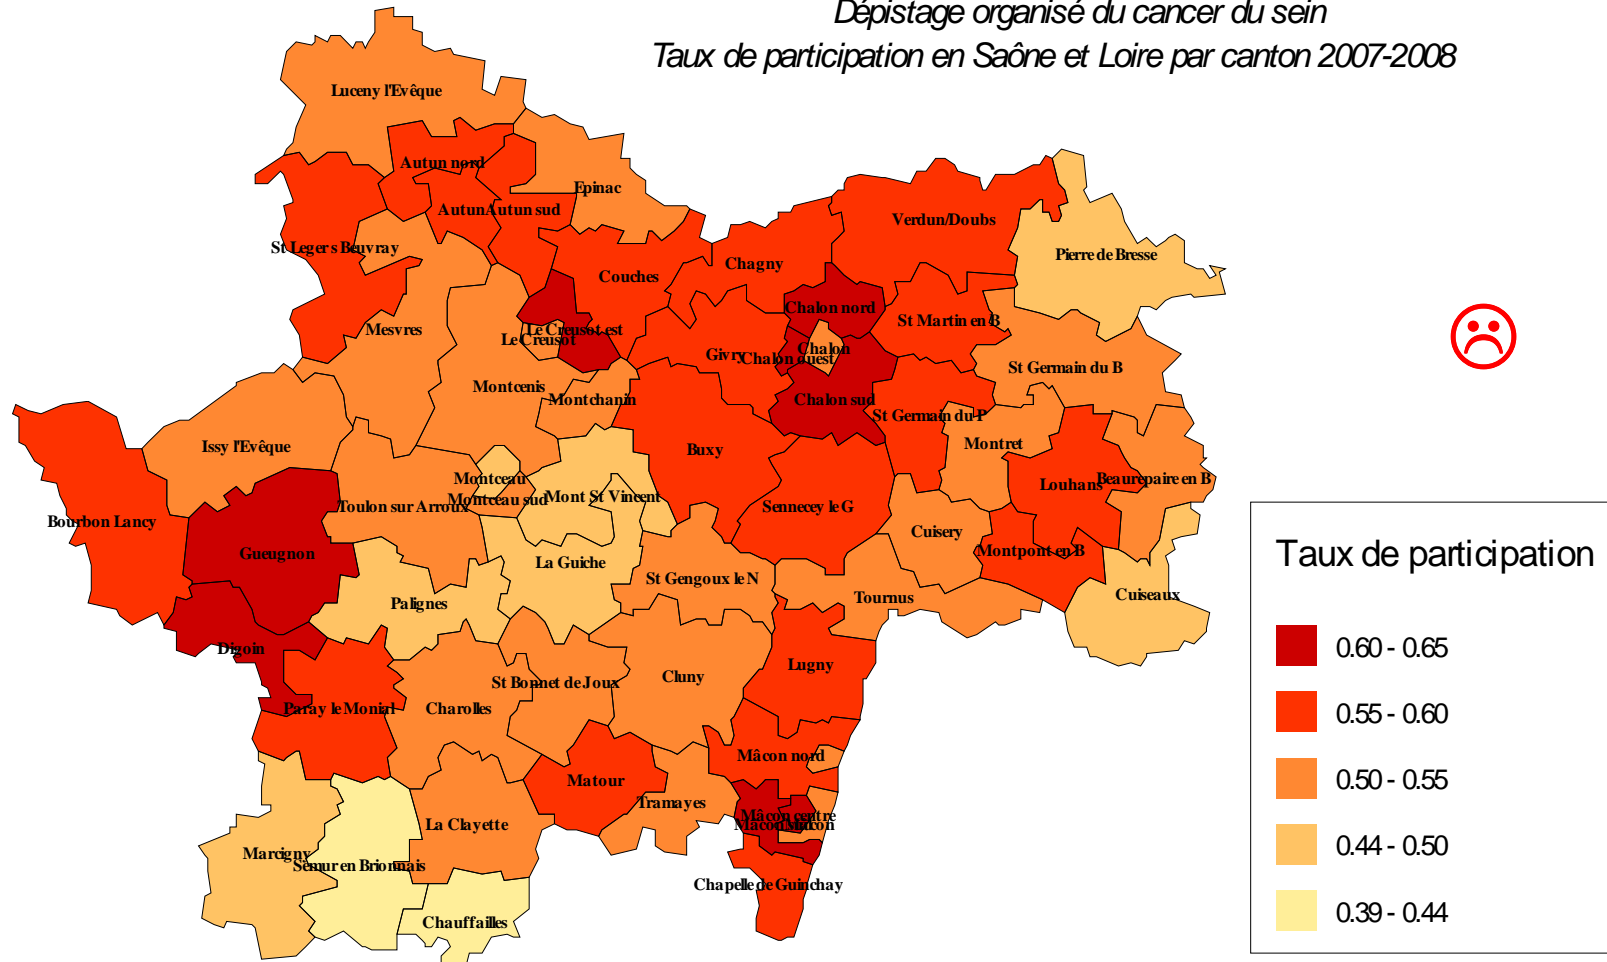 Dépistage organisé du cancer du sein
Taux de participation en Saône et Loire par canton 2007-2008
Luceny l'Evêque
Autun nord
Epinac
Autun
Autun sud
Verdun/Doubs
St Leger s Beuvray
Pierre de Bresse
Chagny
Couches
Chalon nord
St Martin en B
Mesvres
Le Creusot est
Le Creusot
Chalon
Givry
Chalon ouest
St Germain du B
Montcenis
Montchanin
Chalon sud
St Germain du P
Issy l'Evêque
Montret
Buxy
Montceau
Louhans
Beaurepaire en B
Montceau sud
Mont St Vincent
Toulon sur Arroux
Sennecey le G
Bourbon Lancy
Cuisery
Gueugnon
Montpont en B
La Guiche
St Gengoux le N
Cuiseaux
Tournus
Palignes
Digoin
Lugny
Cluny
St Bonnet de Joux
Paray le Monial
Charolles
Mâcon nord
Matour
Tramayes
Mâcon centre
Mâcon sud
Mâcon
La Clayette
Marcigny
Semur en Brionnais
Chapelle de Guinchay
Chauffailles
Taux de participation
0.60 - 0.65
0.55 - 0.60
0.50 - 0.55
0.44 - 0.50
0.39 - 0.44